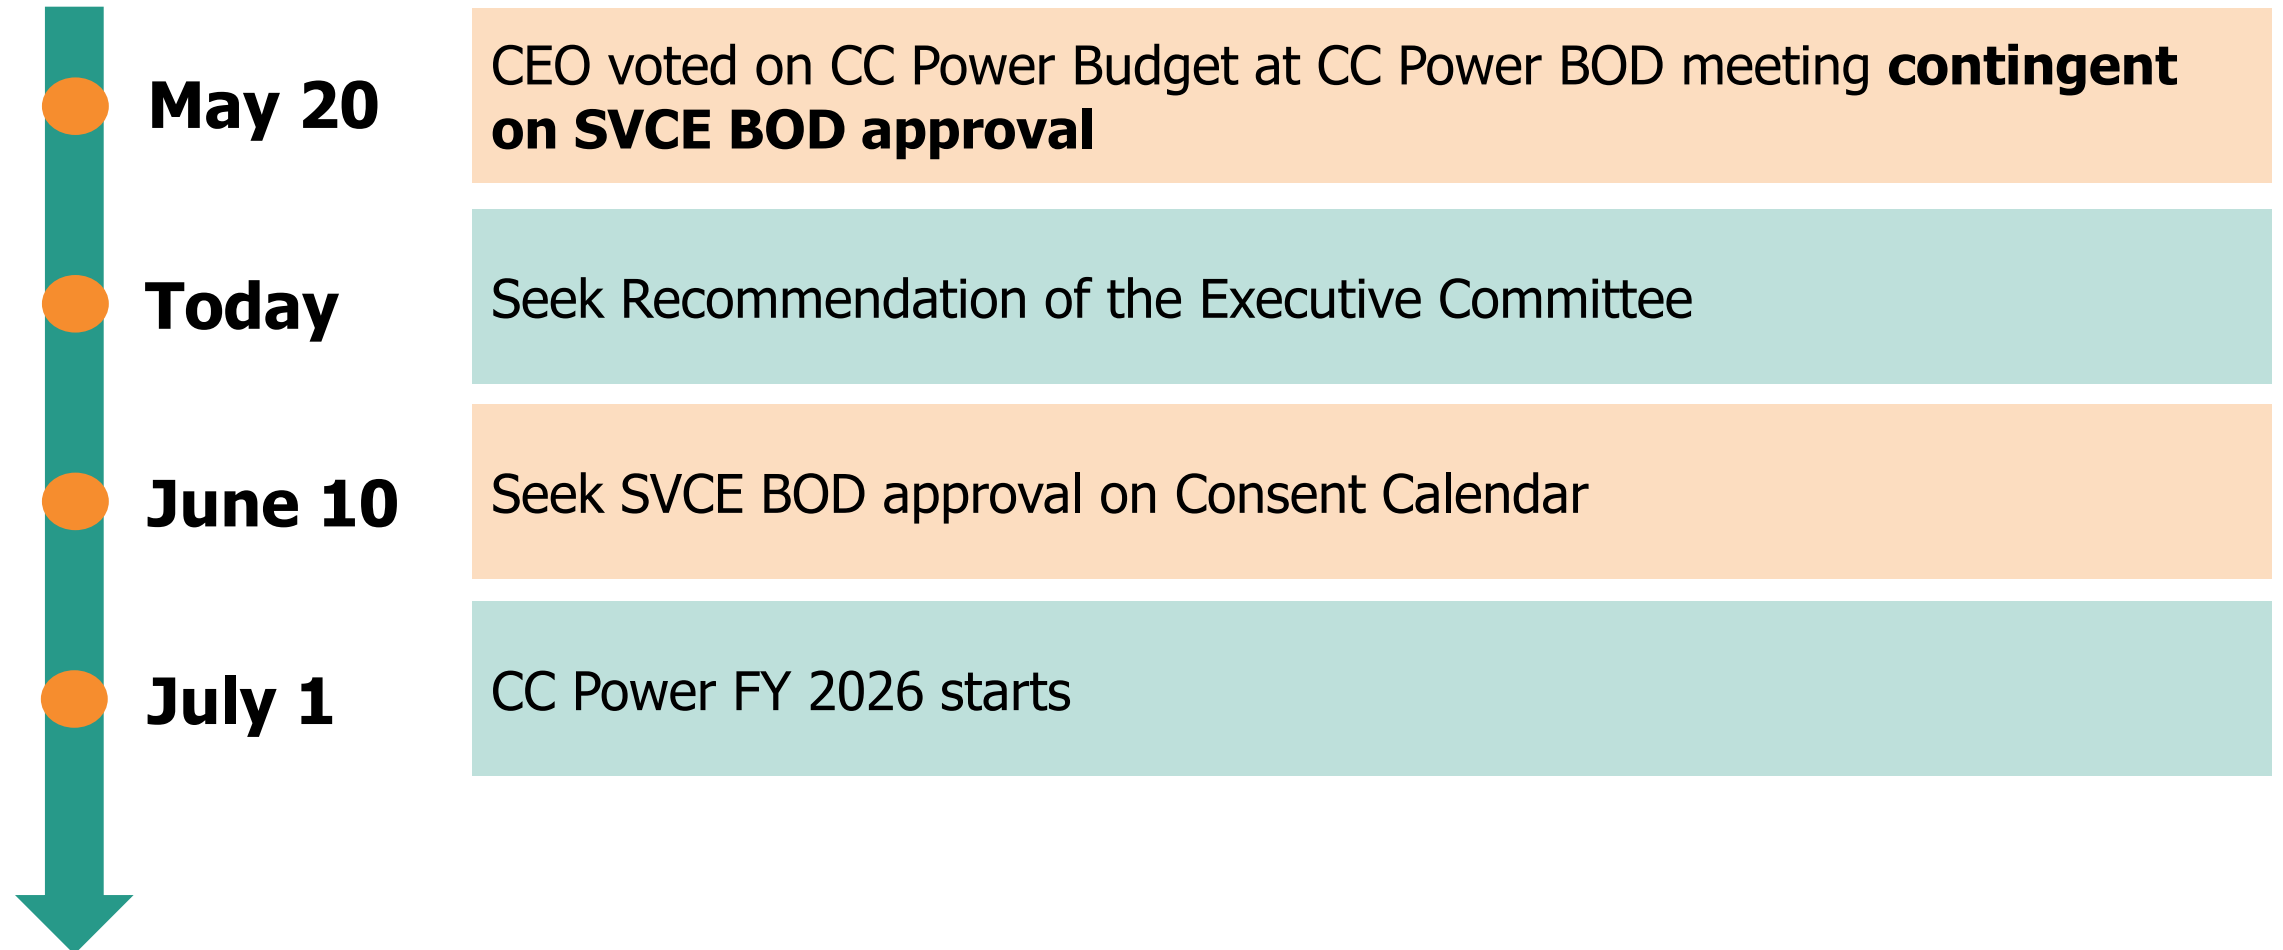 May 20
CEO voted on CC Power Budget at CC Power BOD meeting contingent
on SVCE BOD approval
Today
Seek Recommendation of the Executive Committee
June 10
Seek SVCE BOD approval on Consent Calendar
July 1
CC Power FY 2026 starts